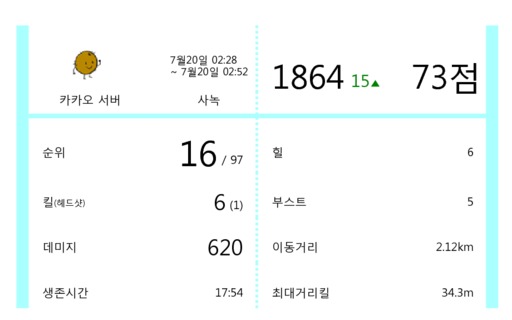 7월20일 02:28
~ 7월20일 02:52
카카오 서버
사녹
1864 15▲
73점
순위
16 / 97
킬(헤드샷)
6 (1)
데미지
620
생존시간
17:54
힐
6
부스트
5
이동거리
2.12km
최대거리킬
34.3m